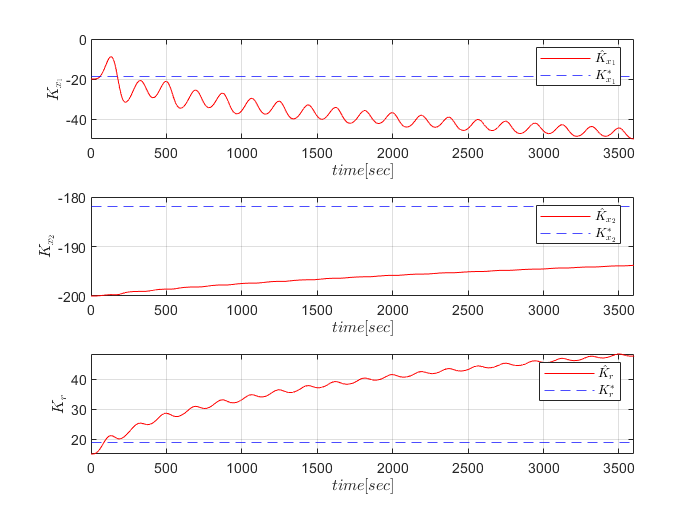 0
-20
-40
K_{x_1}
\hat{K}_{x_1}
K^*_{x_1}
0 500 1000 1500 2000 2500 3000 3500
time[sec]
-180
-190
-200
K_{x_2}
\hat{K}_{x_2}
K^*_{x_2}
0 500 1000 1500 2000 2500 3000 3500
time[sec]
40
30
20
K_r
\hat{K}_r
K^*_r
0 500 1000 1500 2000 2500 3000 3500
time[sec]